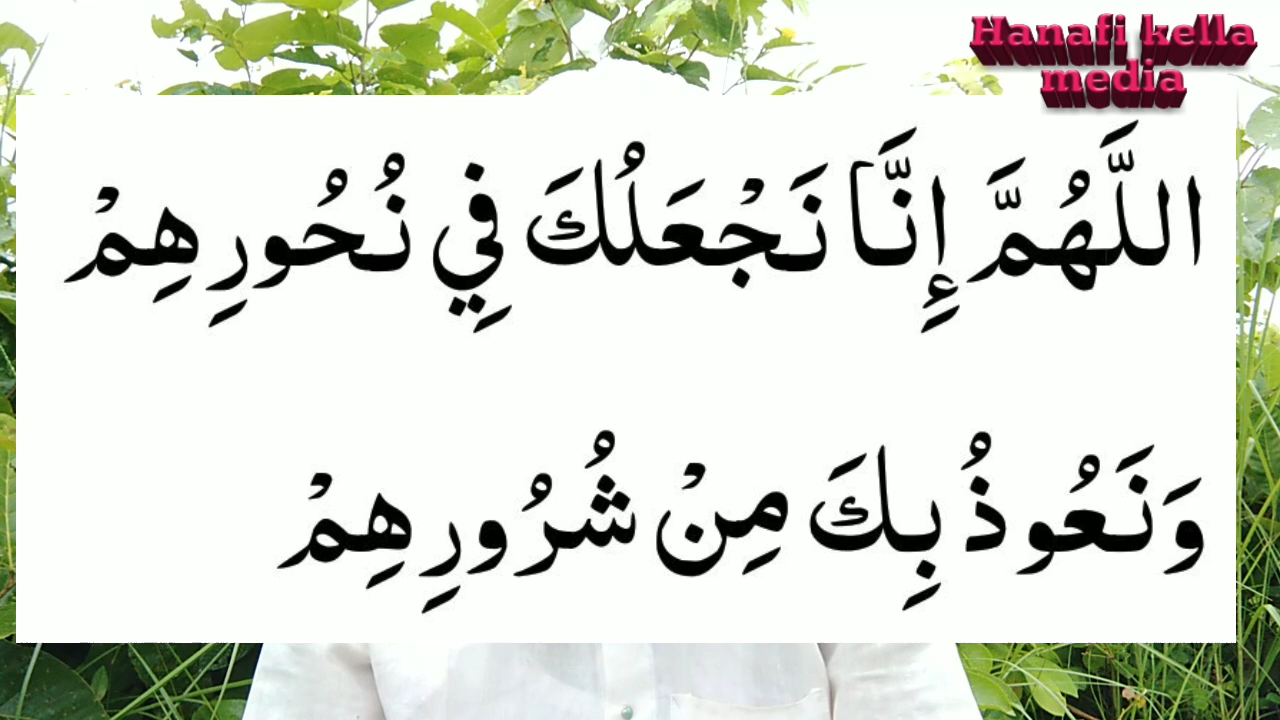 Hanafi kella
media
اللَّهُمَّ إِنَّا نَجْعَلُكَ فِي نُحُورِهِمْ
وَنَعُوذُ بِكَ مِنْ شُرُورِهِمْ